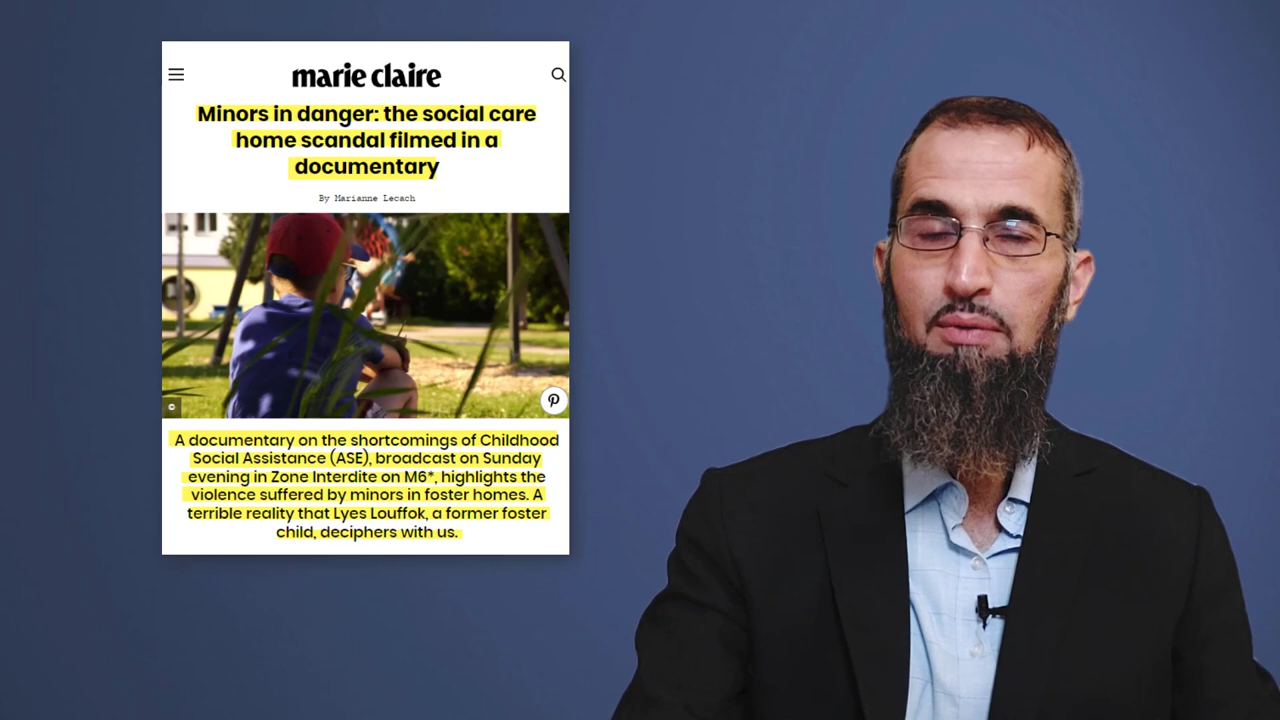 marie claire
Minors in danger: the social care
home scandal filmed in a
documentary
By Marianne Lecach
A documentary on the shortcomings of Childhood
Social Assistance (ASE), broadcast on Sunday
evening in Zone Interdite on M6*, highlights the
violence suffered by minors in foster homes. A
terrible reality that Lyes Louffok, a former foster
child, deciphers with us.